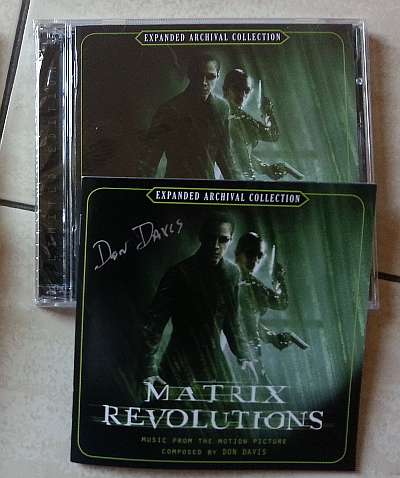 EXPANDED ARCHIVAL COLLECTION
EXPANDED ARCHIVAL COLLECTION
DON DAVIS
MATRIX
REVOLUTIONS
MUSIC FROM THE MOTION PICTURE
COMPOSED BY DON DAVIS